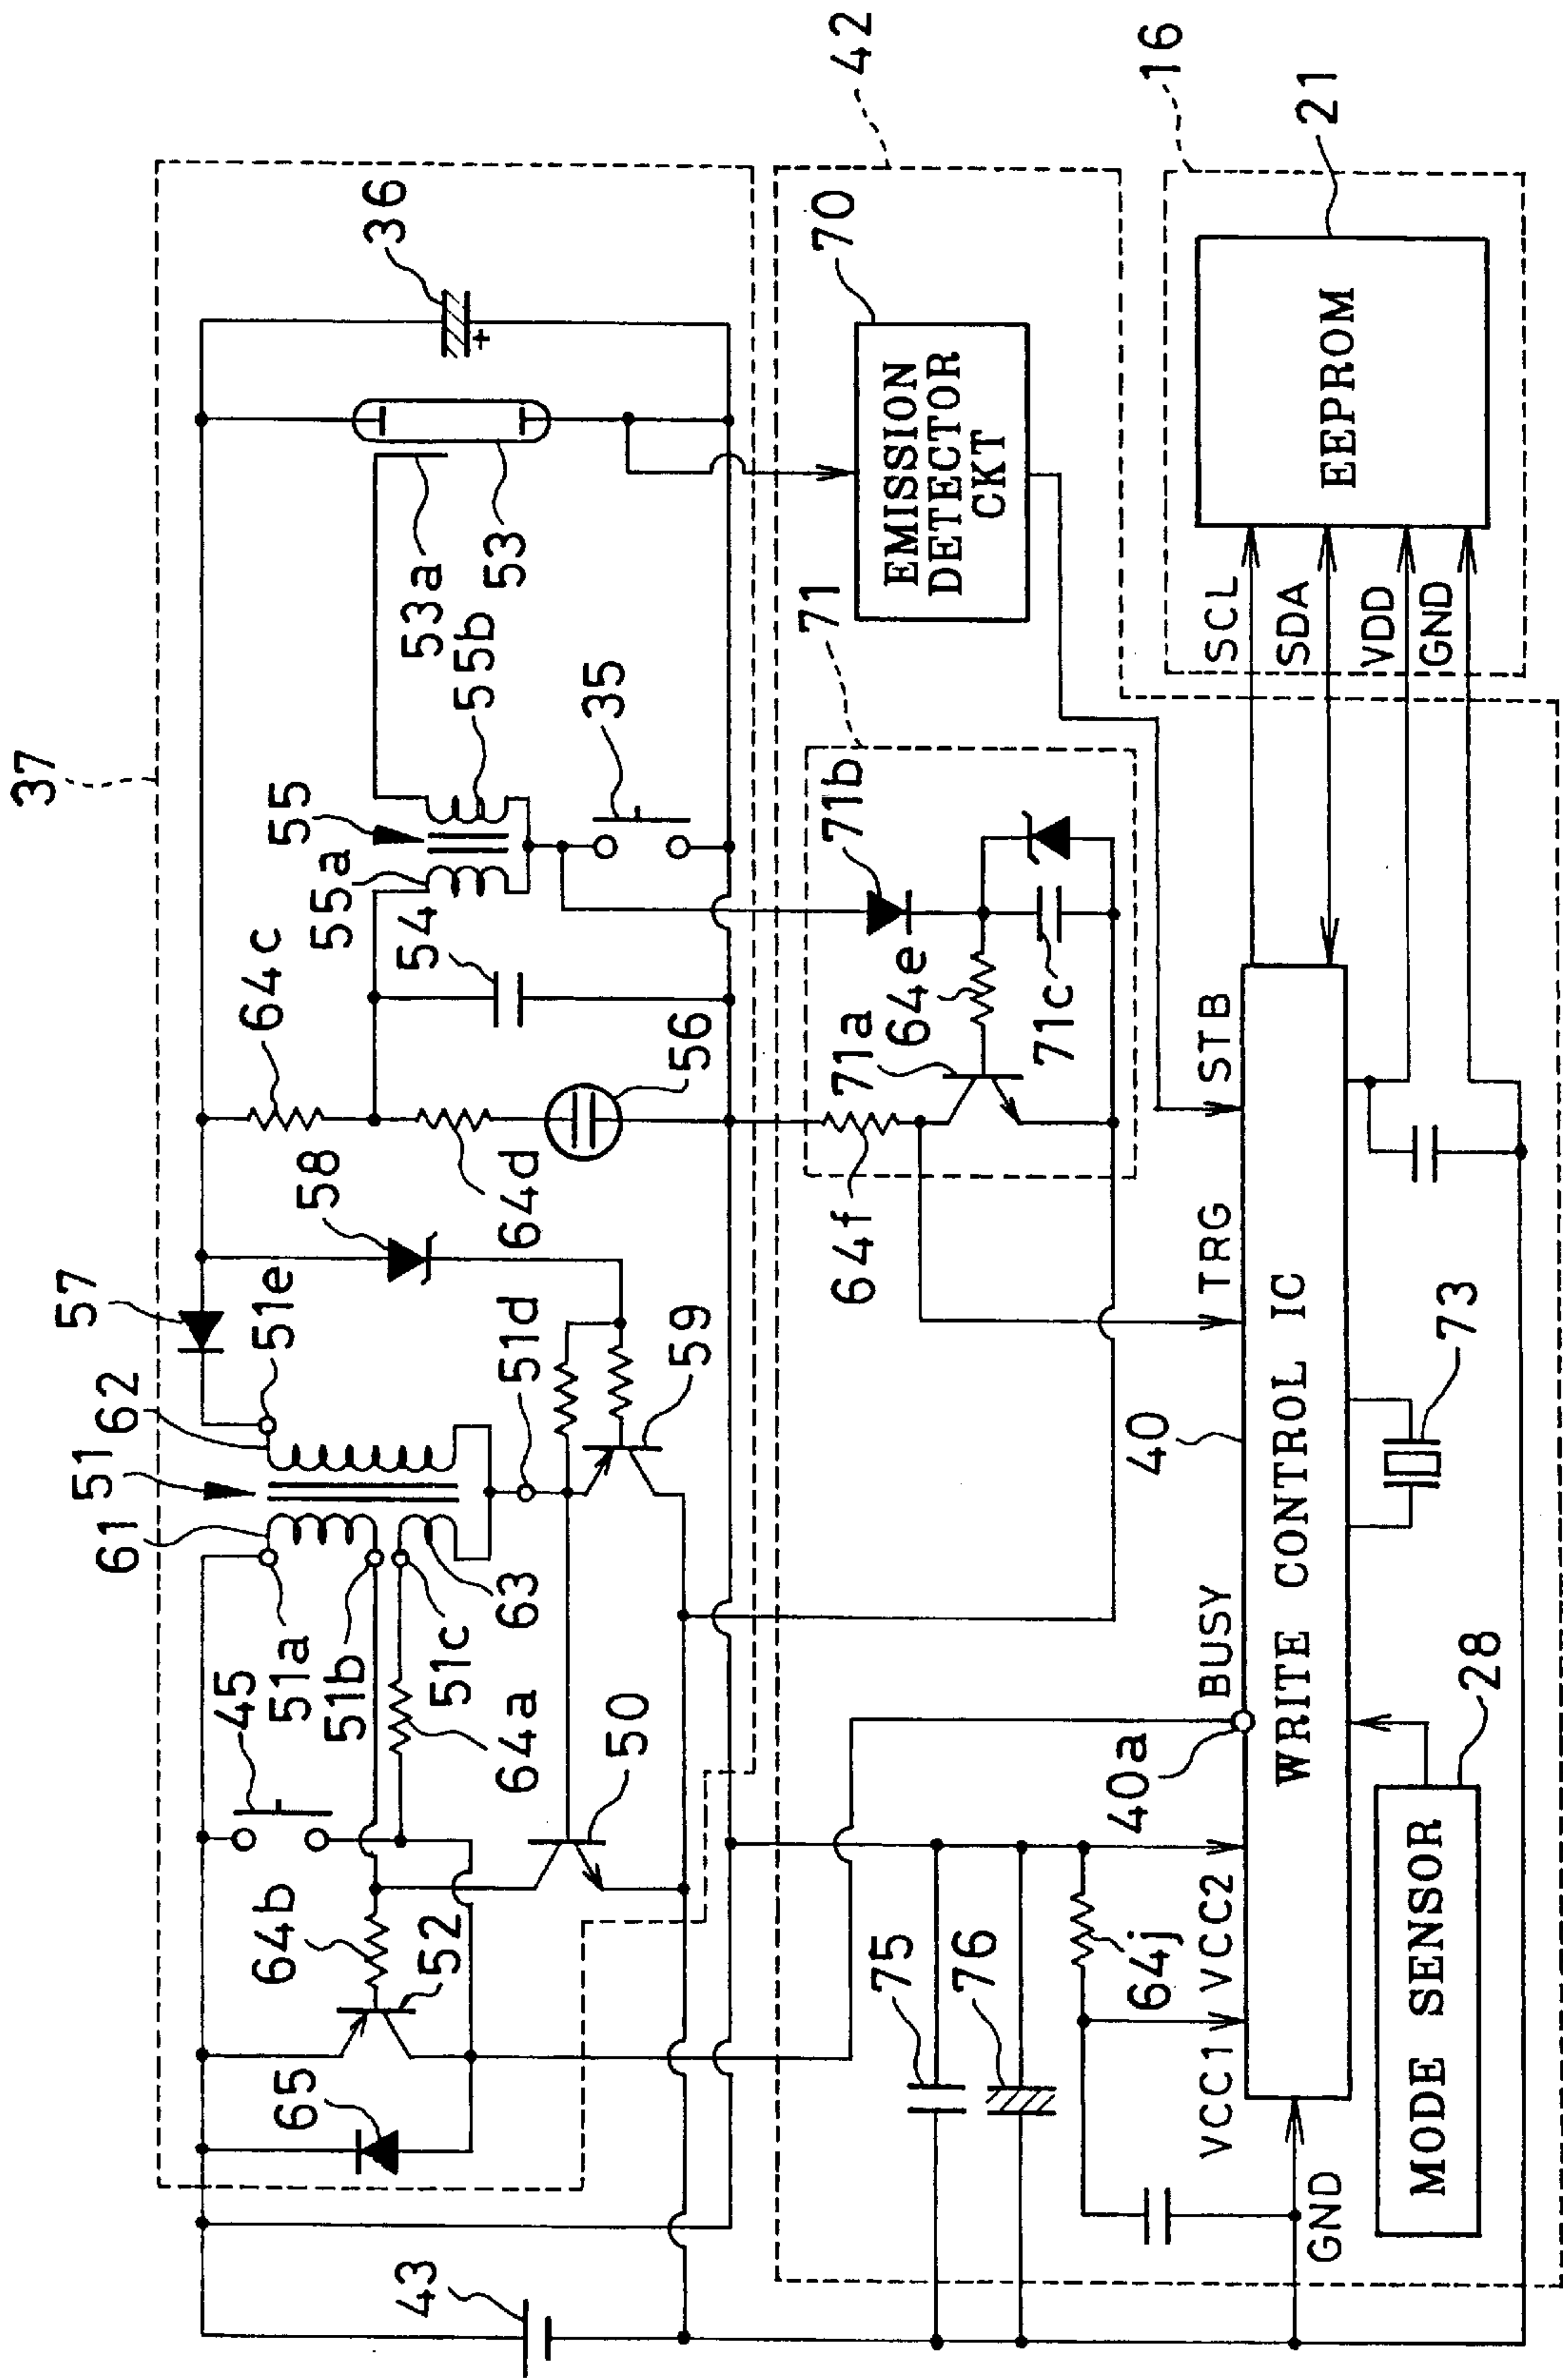 37
57
51
62
51e
58
64c
55
55a
54
55b
53a
53
36
61
51a
45
51b
51c
63
64a
51d
59
64d
56
35
64b
52
65
50
43
42
71
70
71b
64e
71a
71c
64f
EMISSION
DETECTOR
CKT
16
21
SCL
SDA
VDD
GND
EEPROM
75
76
64j
40a
40
VCC1
VCC2
BUSY
TRG
STB
GND
WRITE CONTROL IC
73
MODE SENSOR
28